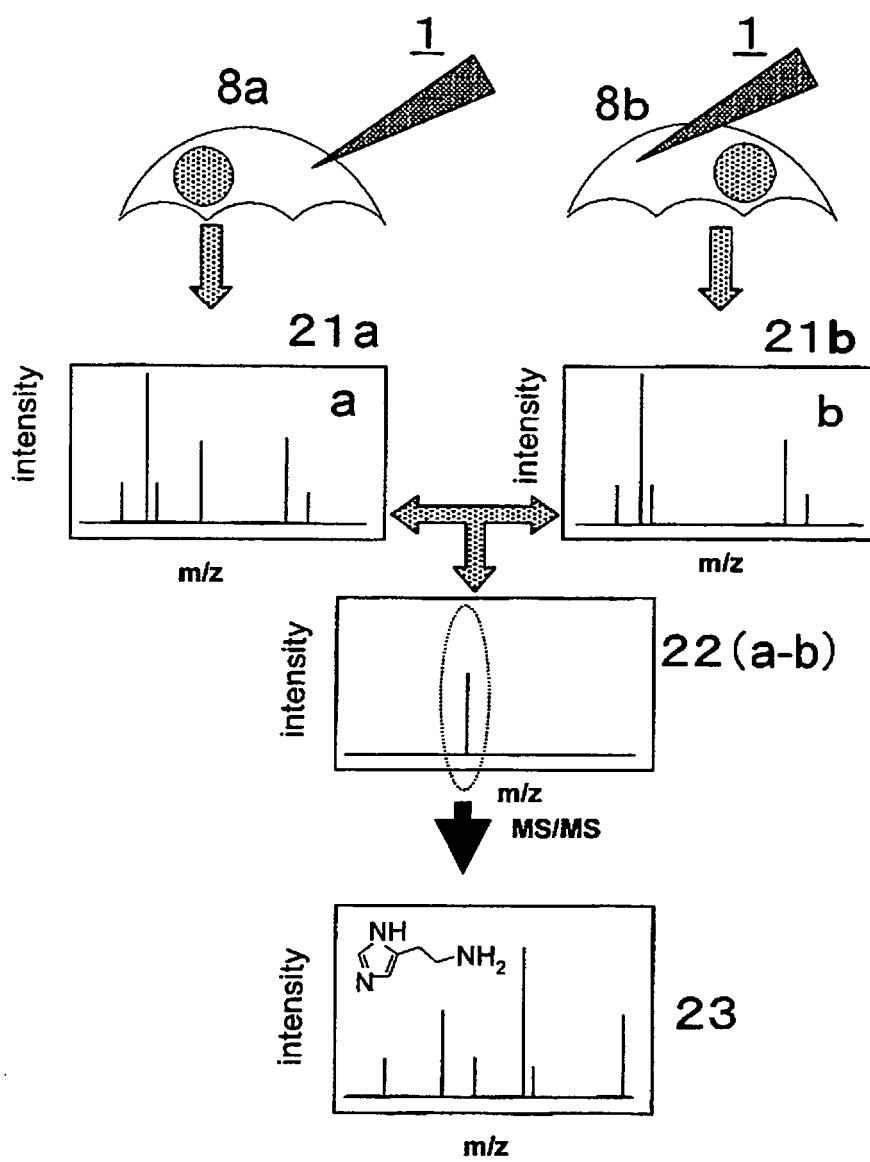 1
1
8a
8b
21a
21b
intensity
a
intensity
b
m/z
m/z
intensity
22(a-b)
m/z
MS/MS
intensity
NH
N
NH2
23
m/z